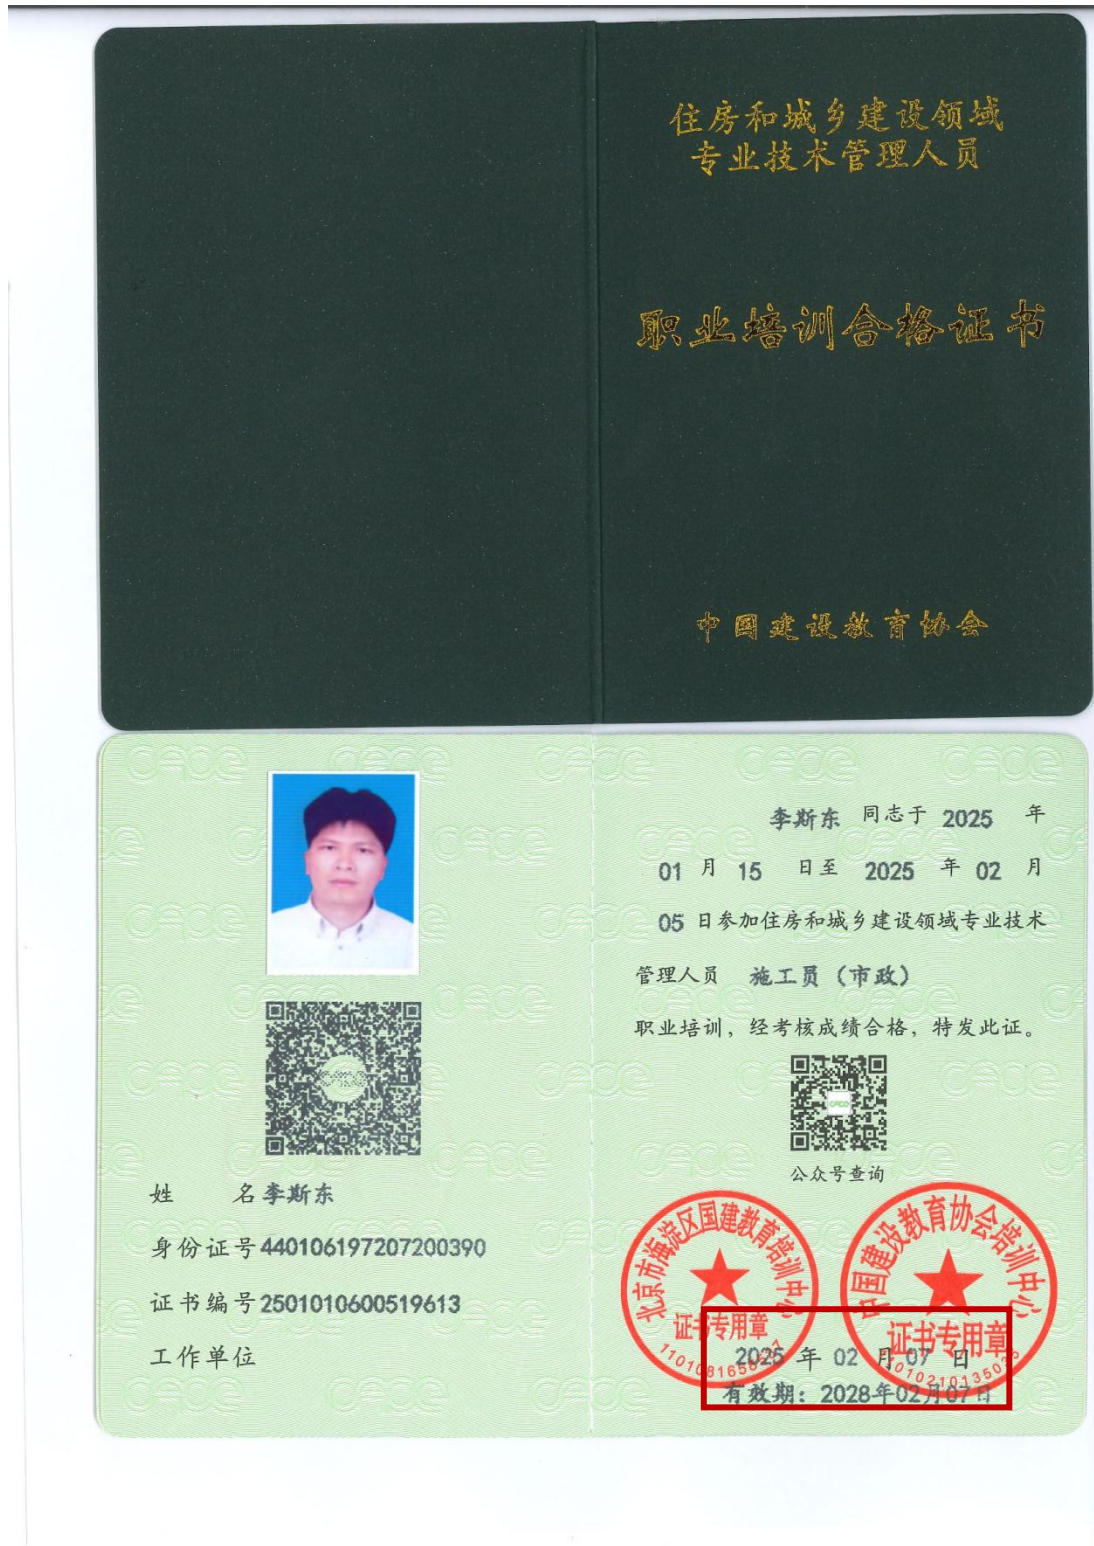 住房和城乡建设领域
专业技术管理人员
职业培训合格证书
中国建设教育协会
李斯东 同志于 2025 年
01 月 15 日至 2025 年 02 月
05 日参加住房和城乡建设领域专业技术
管理人员 施工员（市政）
职业培训，经考核成绩合格，特发此证。
公众号查询
姓 名 李斯东
身份证号 440106197207200390
证书编号 2501010600519613
工作单位
北京市海淀区国建教育培训中心
证书专用章
中国建设教育协会培训中心
证书专用章
2025 年 02 月 07 日
有效期：2028年02月07日